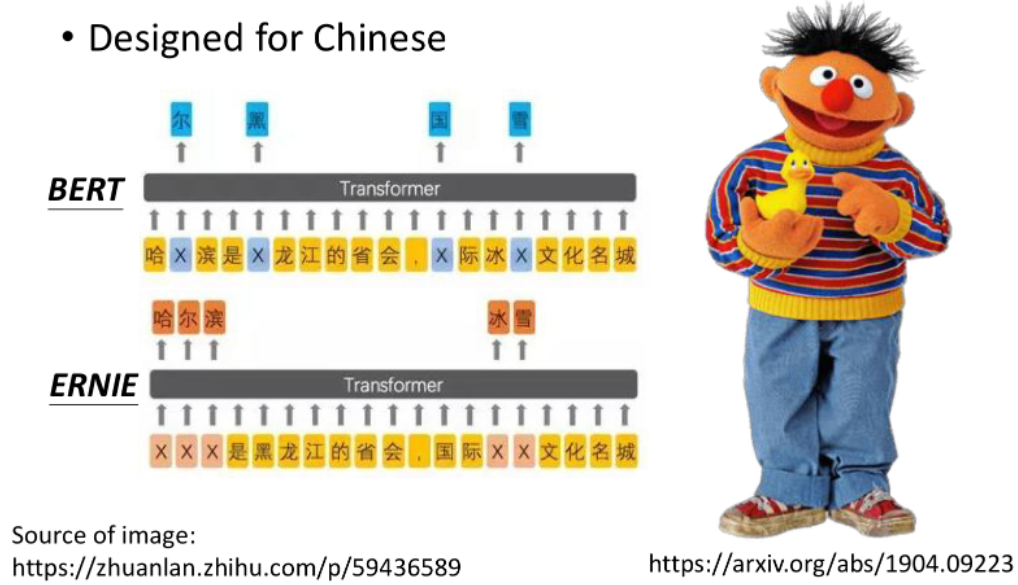 • Designed for Chinese
尔 黑 国 雪
BERT
Transformer
哈 X 滨 是 X 龙 江 的 省 会 , X 际 冰 X 文 化 名 城
哈 尔 滨 冰 雪
ERNIE
Transformer
X X X 是 黑 龙 江 的 省 会 , 国 际 X X 文 化 名 城
Source of image:
https://zhuanlan.zhihu.com/p/59436589
https://arxiv.org/abs/1904.09223